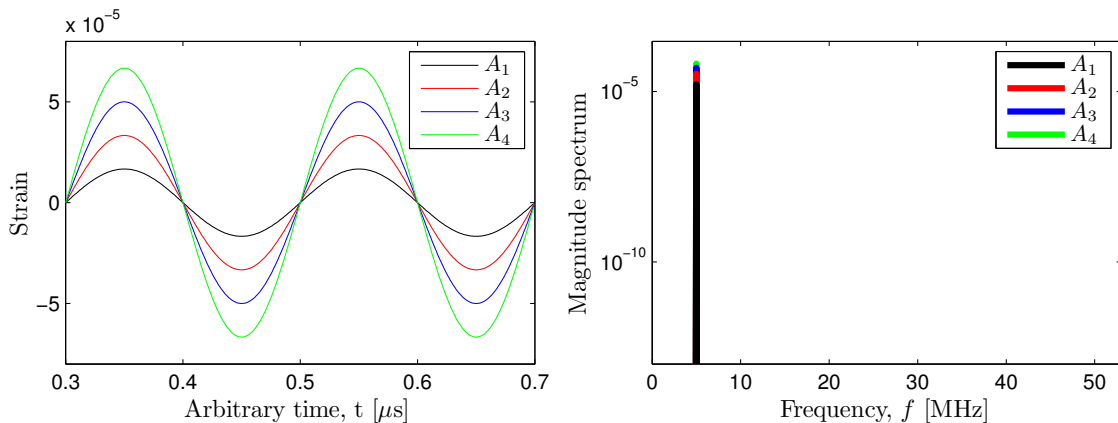 x 10⁻⁵
5
0
−5
0.3 0.4 0.5 0.6 0.7
Strain
Arbitrary time, t [μs]
A₁
A₂
A₃
A₄
10⁻⁵
10⁻¹⁰
0 10 20 30 40 50
Magnitude spectrum
Frequency, f [MHz]
A₁
A₂
A₃
A₄